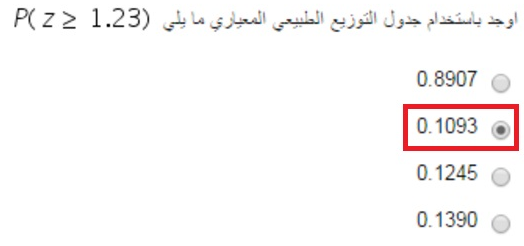 اوجد باستخدام جدول التوزيع الطبيعي المعياري ما يلي P( z ≥ 1.23)
0.8907
0.1093
0.1245
0.1390